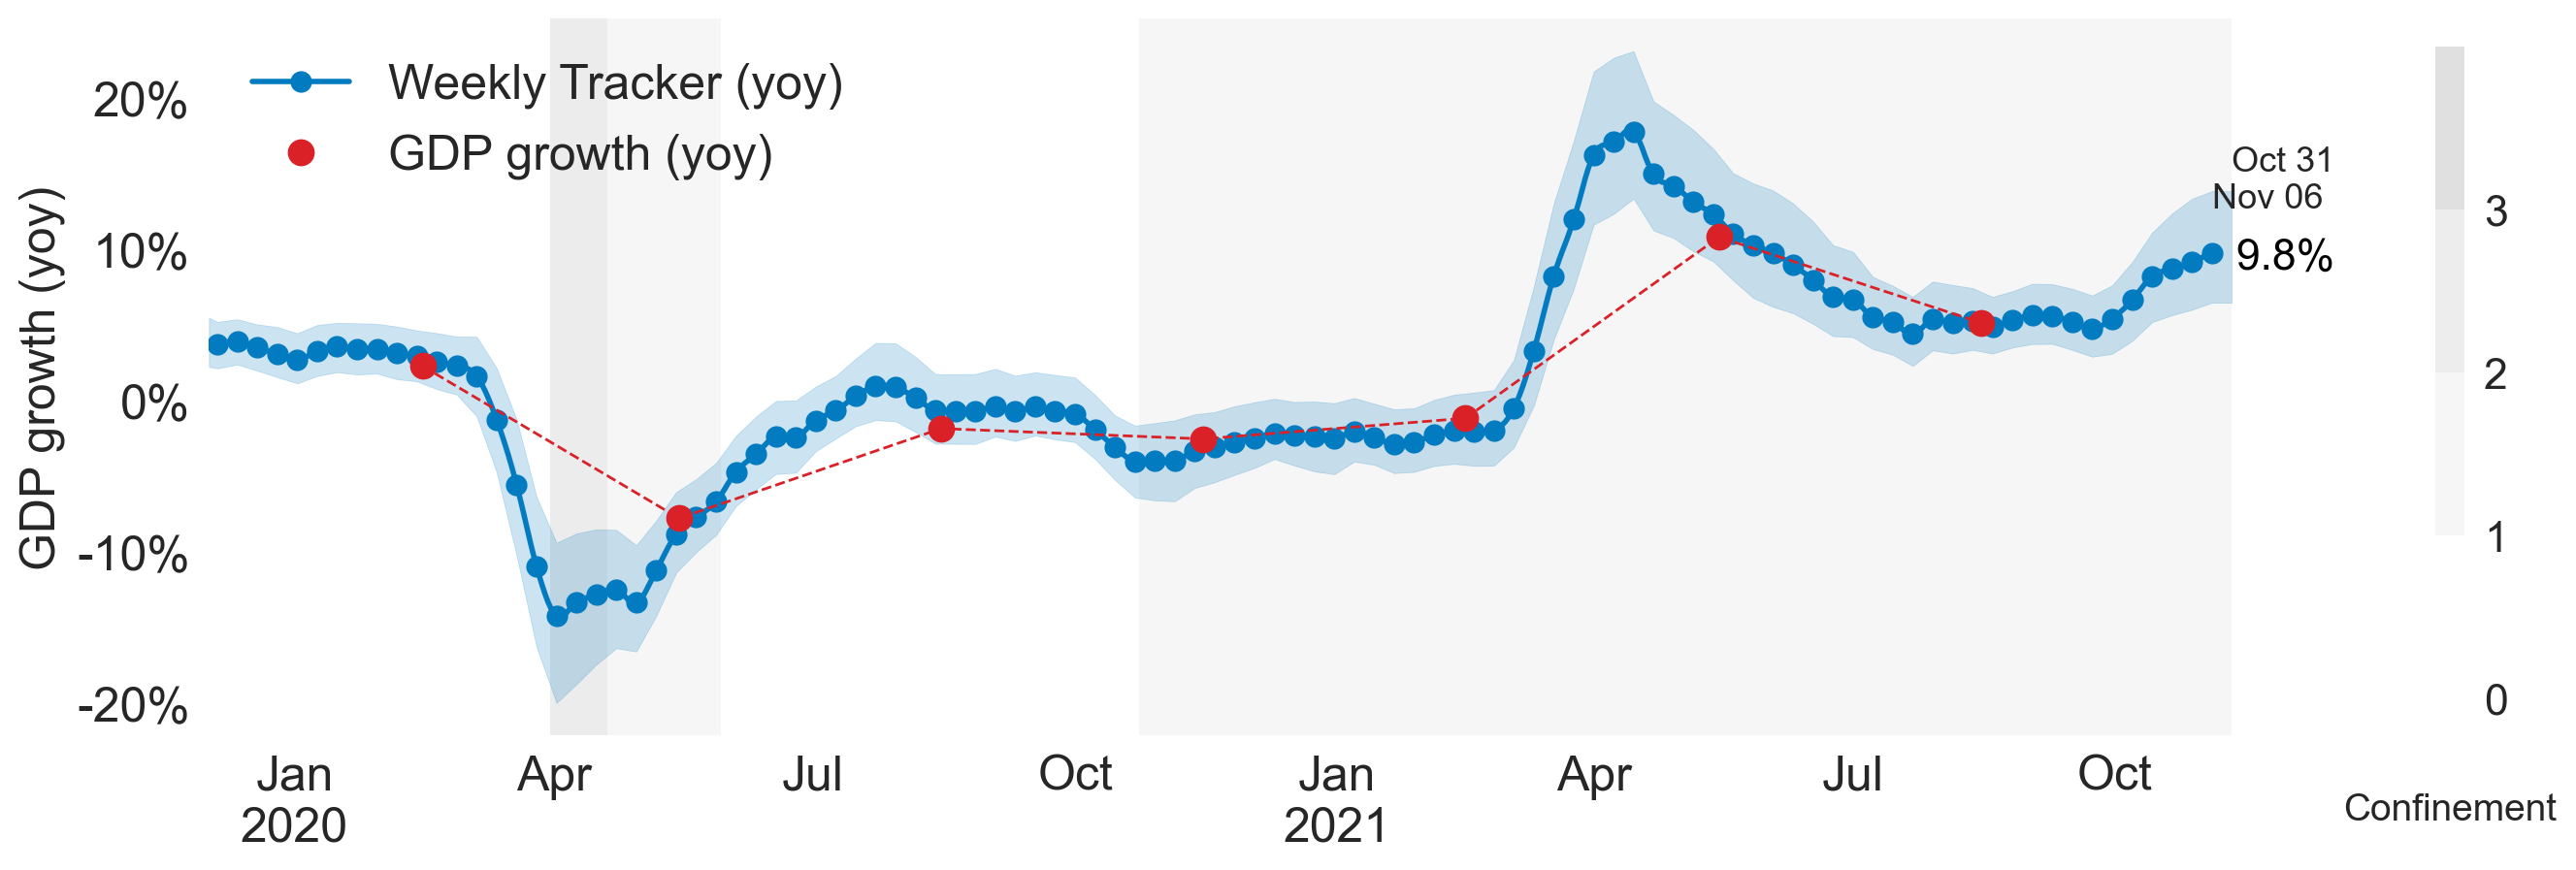 Weekly Tracker (yoy)
GDP growth (yoy)
GDP growth (yoy)
20%
10%
0%
-10%
-20%
Jan
2020
Apr
Jul
Oct
Jan
2021
Apr
Jul
Oct
Oct 31
Nov 06
9.8%
3
2
1
0
Confinement